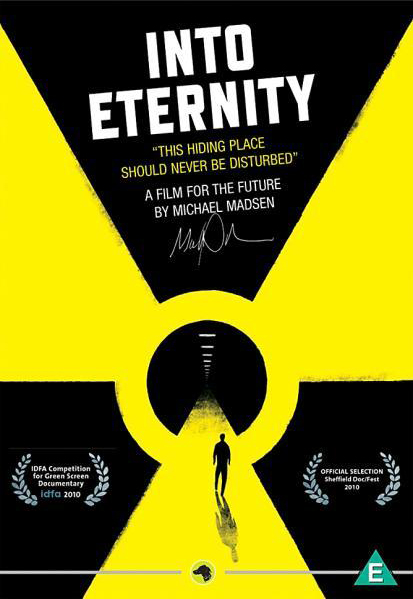 INTO
ETERNITY
"THIS HIDING PLACE
SHOULD NEVER BE DISTURBED"
A FILM FOR THE FUTURE
BY MICHAEL MADSEN
IDFA Competition
for Green Screen
Documentary
idfa 2010
OFFICIAL SELECTION
Sheffield Doc/Fest
2010
E